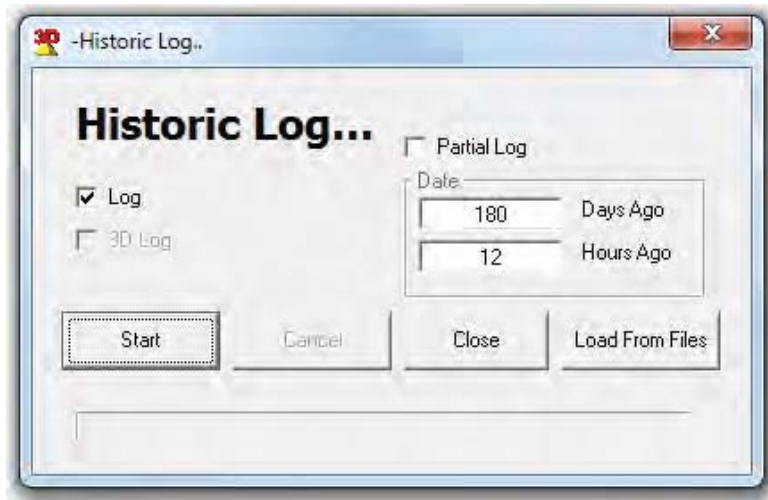 3D -Historic Log..
Historic Log...
Partial Log
Log
Date
180 Days Ago
3D Log
12 Hours Ago
Start Cancel Close Load From Files